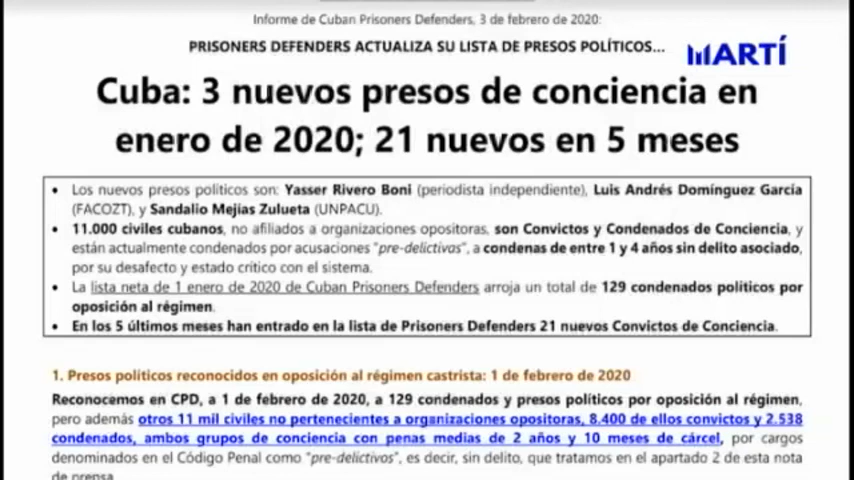 Informe de Cuban Prisoners Defenders, 3 de febrero de 2020:
PRISONERS DEFENDERS ACTUALIZA SU LISTA DE PRESOS POLÍTICOS...
MARTÍ
Cuba: 3 nuevos presos de conciencia en
enero de 2020; 21 nuevos en 5 meses
• Los nuevos presos políticos son: Yasser Rivero Boni (periodista independiente), Luis Andrés Domínguez García
(FACOZT), y Sandalio Mejías Zulueta (UNPACU).
• 11.000 civiles cubanos, no afiliados a organizaciones opositoras, son Convictos y Condenados de Conciencia, y
están actualmente condenados por acusaciones "pre-delictivas", a condenas de entre 1 y 4 años sin delito asociado,
por su desafecto y estado crítico con el sistema.
• La lista neta de 1 enero de 2020 de Cuban Prisoners Defenders arroja un total de 129 condenados políticos por
oposición al régimen.
• En los 5 últimos meses han entrado en la lista de Prisoners Defenders 21 nuevos Convictos de Conciencia.
1. Presos políticos reconocidos en oposición al régimen castrista: 1 de febrero de 2020
Reconocemos en CPD, a 1 de febrero de 2020, a 129 condenados y presos políticos por oposición al régimen,
pero además otros 11 mil civiles no pertenecientes a organizaciones opositoras, 8.400 de ellos convictos y 2.538
condenados, ambos grupos de conciencia con penas medias de 2 años y 10 meses de cárcel, por cargos
denominados en el Código Penal como "pre-delictivos", es decir, sin delito, que tratamos en el apartado 2 de esta nota
de prensa